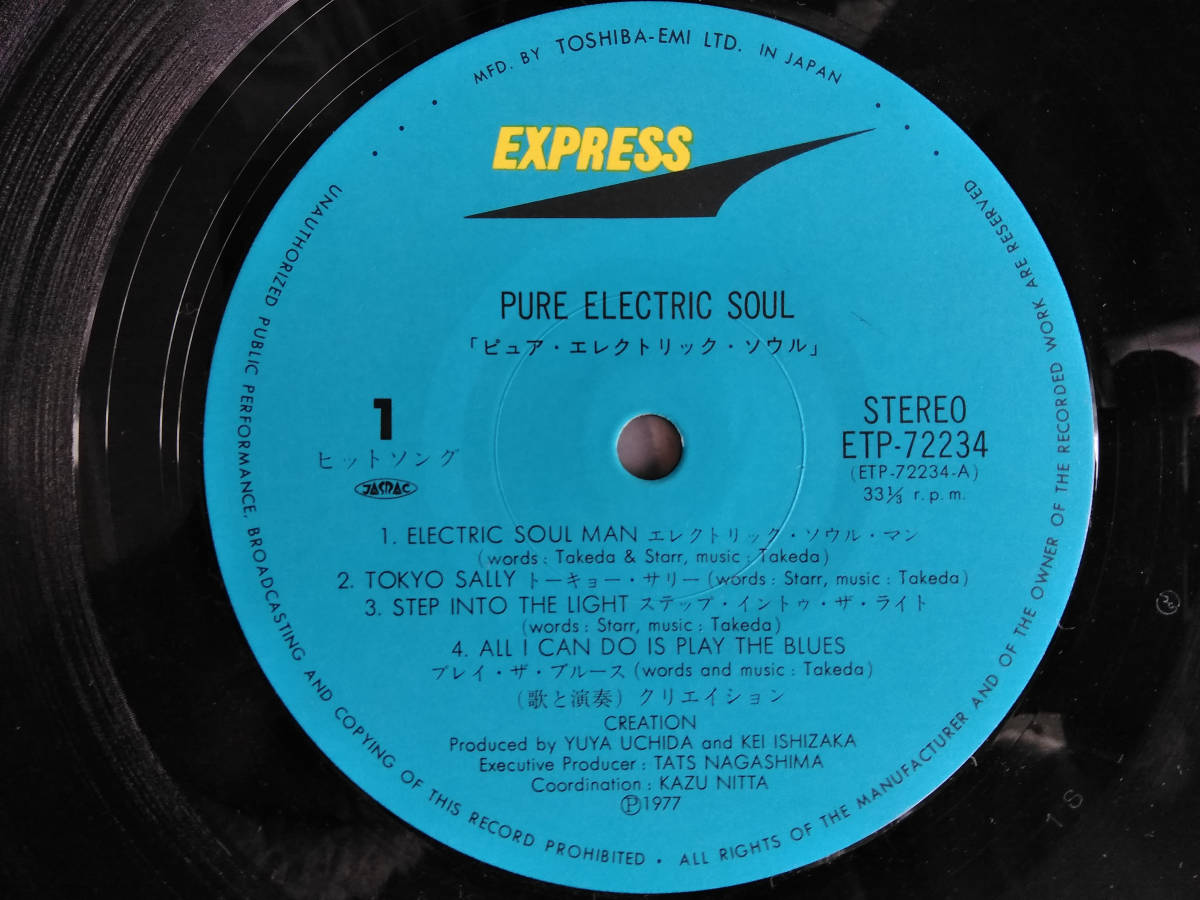 MFD. BY TOSHIBA-EMI LTD. IN JAPAN
EXPRESS
PURE ELECTRIC SOUL
「ピュア・エレクトリック・ソウル」
1
ヒットソング
JASRAC
STEREO
ETP-72234
(ETP-72234-A)
33⅓ r.p.m.
1. ELECTRIC SOUL MAN エレクトリック・ソウル・マン
(words : Takeda & Starr, music : Takeda)
2. TOKYO SALLY トーキョー・サリー (words : Starr, music : Takeda)
3. STEP INTO THE LIGHT ステップ・イントゥ・ザ・ライト
(words : Starr, music : Takeda)
4. ALL I CAN DO IS PLAY THE BLUES
プレイ・ザ・ブルース (words and music : Takeda)
(歌と演奏) クリエイション
CREATION
Produced by YUYA UCHIDA and KEI ISHIZAKA
Executive Producer : TATS NAGASHIMA
Coordination : KAZU NITTA
Ⓟ1977
UNAUTHORIZED PUBLIC PERFORMANCE, BROADCASTING AND COPYING OF THIS RECORD PROHIBITED • ALL RIGHTS OF THE MANUFACTURER AND OF THE OWNER OF THE RECORDED WORK ARE RESERVED
1 S